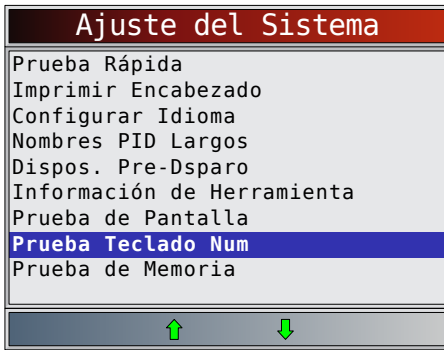 Ajuste del Sistema
Prueba Rápida
Imprimir Encabezado
Configurar Idioma
Nombres PID Largos
Dispos. Pre-Dsparo
Información de Herramienta
Prueba de Pantalla
Prueba Teclado Num
Prueba de Memoria